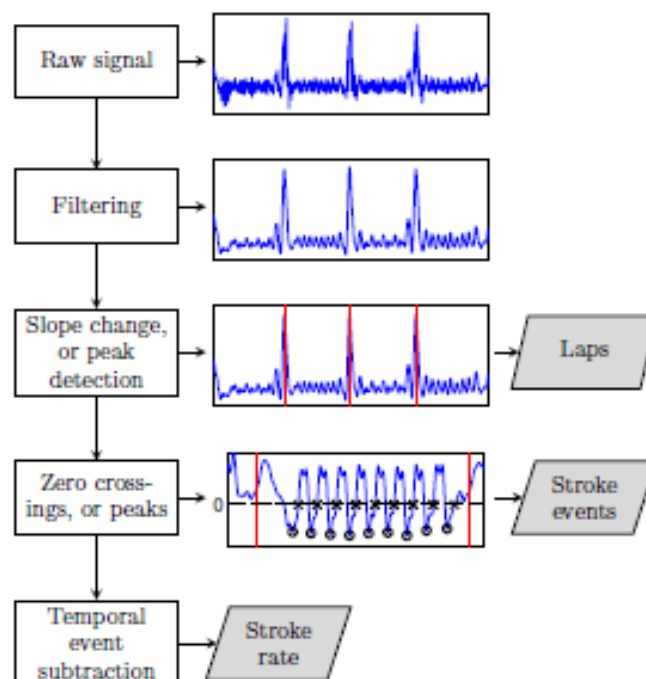 Raw signal
Filtering
Slope change,
or peak
detection
Laps
Zero cross-
ings, or peaks
0
Stroke
events
Temporal
event
subtraction
Stroke
rate